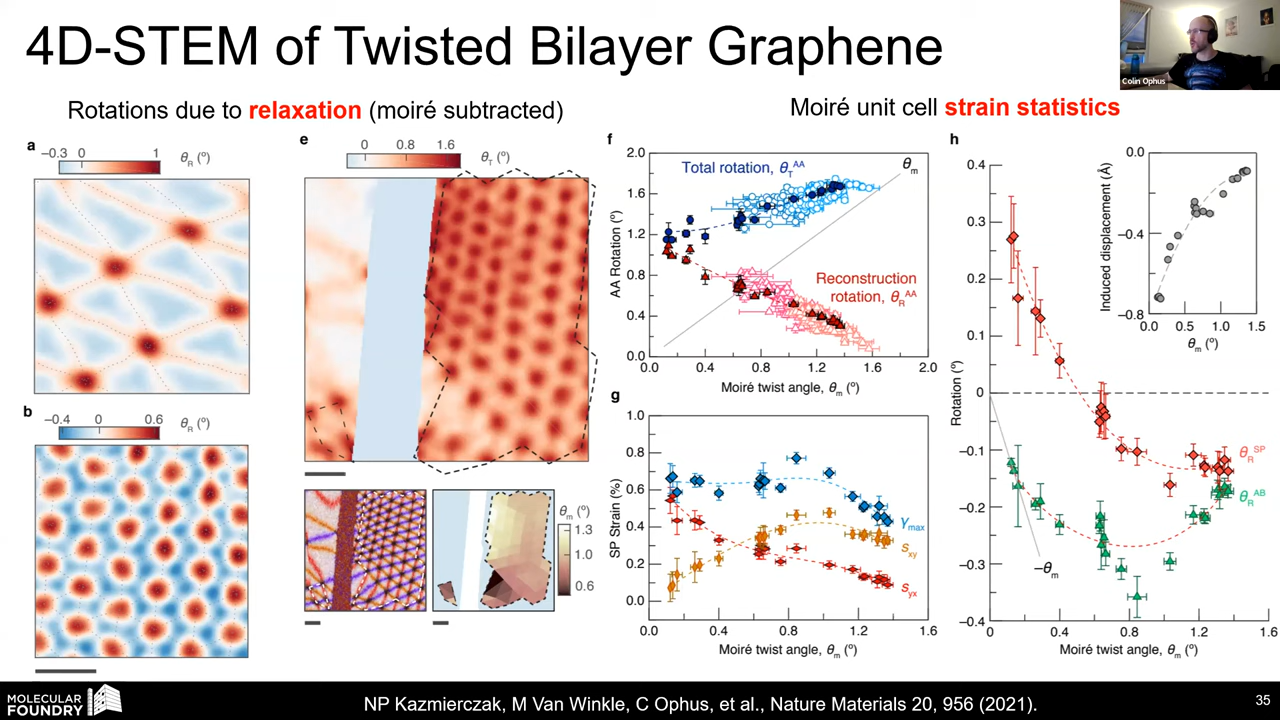 4D-STEM of Twisted Bilayer Graphene
Colin Ophus
Rotations due to relaxation (moiré subtracted)
Moiré unit cell strain statistics
a
−0.3 0 1 θR (º)
b
−0.4 0 0.6 θR (º)
e
0 0.8 1.6 θT (º)
θm (º)
1.3
1.0
0.6
f
2.0
1.6
1.2
0.8
0.4
0.0
AA Rotation (º)
Total rotation, θT^AA
θm
Reconstruction
rotation, θR^AA
0.0 0.4 0.8 1.2 1.6 2.0
Moiré twist angle, θm (º)
g
1.0
0.8
0.6
0.4
0.2
0.0
SP Strain (%)
γmax
sxy
syx
0.0 0.4 0.8 1.2 1.6
Moiré twist angle, θm (º)
h
0.4
0.3
0.2
0.1
0
−0.1
−0.2
−0.3
−0.4
Rotation (º)
θR^SP
θR^AB
−θm
0 0.4 0.8 1.2 1.6
Moiré twist angle, θm (º)
0.0
−0.4
−0.8
Induced displacement (Å)
0.0 0.5 1.0 1.5
θm (º)
MOLECULAR
FOUNDRY
NP Kazmierczak, M Van Winkle, C Ophus, et al., Nature Materials 20, 956 (2021).
35